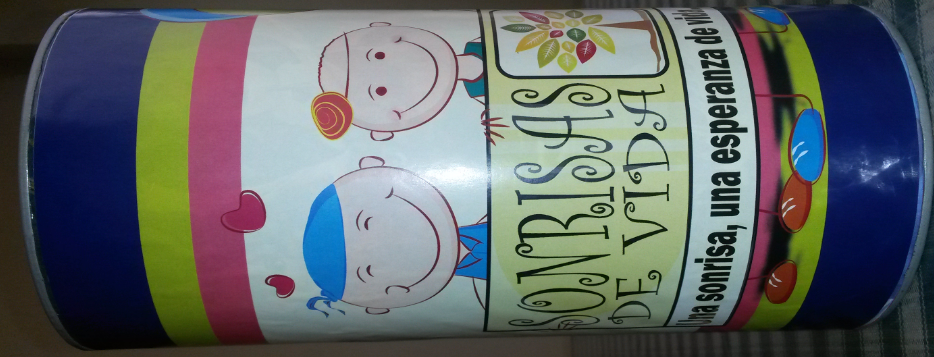 SONRISAS
DE VIDA
Una sonrisa, una esperanza de vida